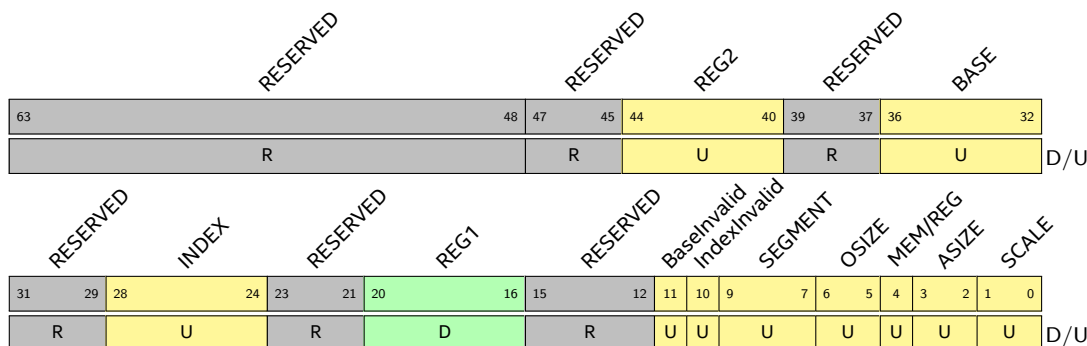 RESERVED RESERVED REG2 RESERVED BASE
63 48 47 45 44 40 39 37 36 32
R R U R U D/U
RESERVED INDEX RESERVED REG1 RESERVED BaseInvalid IndexInvalid SEGMENT OSIZE MEM/REG ASIZE SCALE
31 29 28 24 23 21 20 16 15 12 11 10 9 7 6 5 4 3 2 1 0
R U R D R U U U U U U U D/U